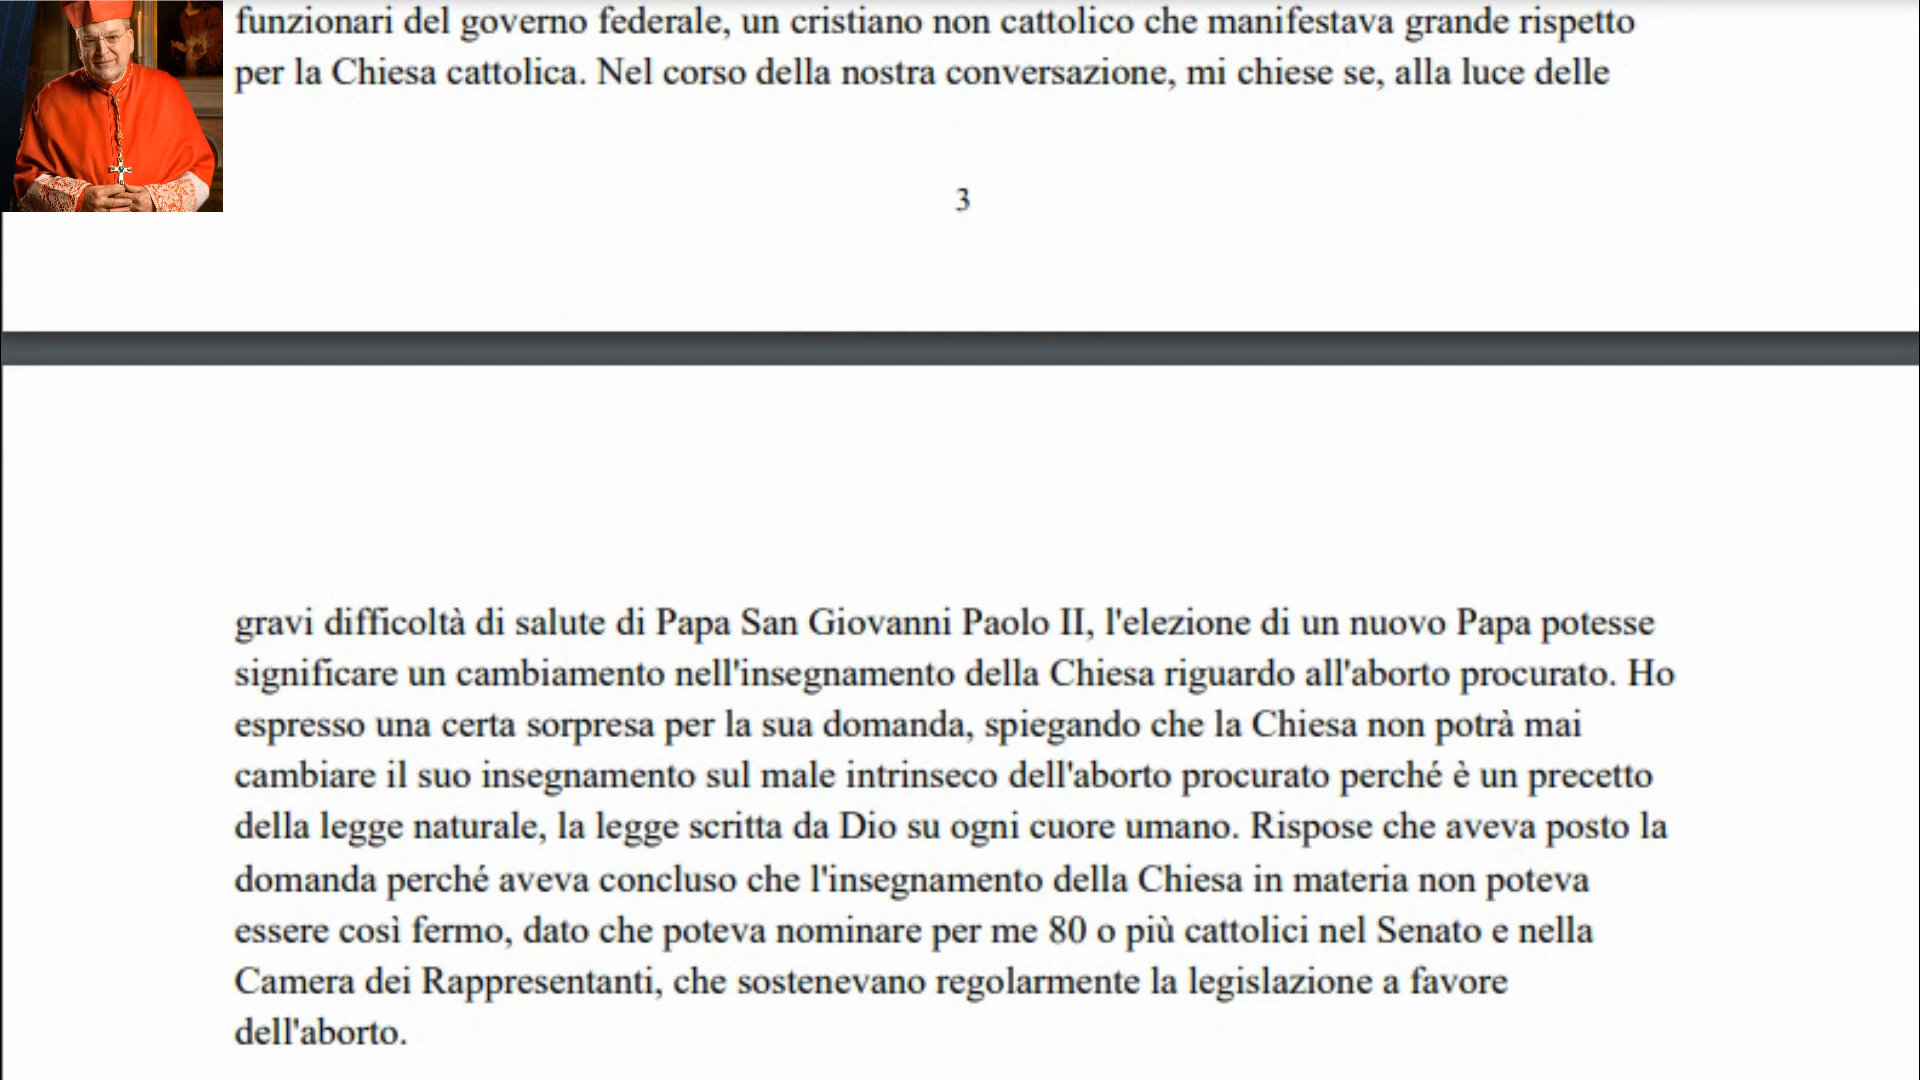 funzionari del governo federale, un cristiano non cattolico che manifestava grande rispetto
per la Chiesa cattolica. Nel corso della nostra conversazione, mi chiese se, alla luce delle
3
gravi difficoltà di salute di Papa San Giovanni Paolo II, l'elezione di un nuovo Papa potesse
significare un cambiamento nell'insegnamento della Chiesa riguardo all'aborto procurato. Ho
espresso una certa sorpresa per la sua domanda, spiegando che la Chiesa non potrà mai
cambiare il suo insegnamento sul male intrinseco dell'aborto procurato perché è un precetto
della legge naturale, la legge scritta da Dio su ogni cuore umano. Rispose che aveva posto la
domanda perché aveva concluso che l'insegnamento della Chiesa in materia non poteva
essere così fermo, dato che poteva nominare per me 80 o più cattolici nel Senato e nella
Camera dei Rappresentanti, che sostenevano regolarmente la legislazione a favore
dell'aborto.